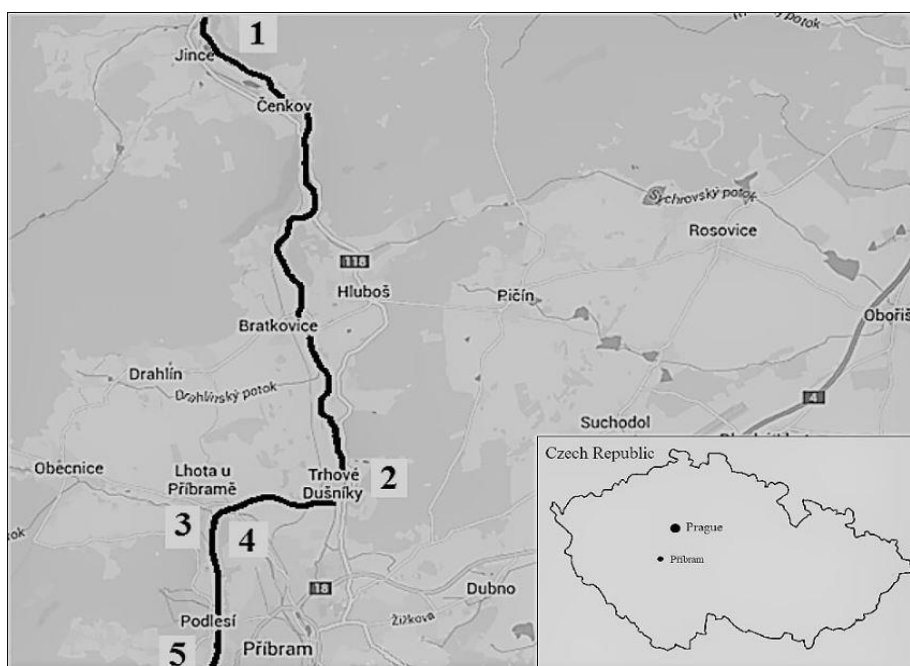 1
Jince
Čenkov
Sychrovský potok
Rosovice
118
Hluboš
Pičín
Obořiš
Bratkovice
Drahlín
Drahlínský potok
4
Suchodol
Obecnice
Lhota u
Příbramě
Trhové
Dušníky
2
3
4
18
Dubno
Žižkova
Podlesí
Příbram
5
Czech Republic
Prague
Příbram